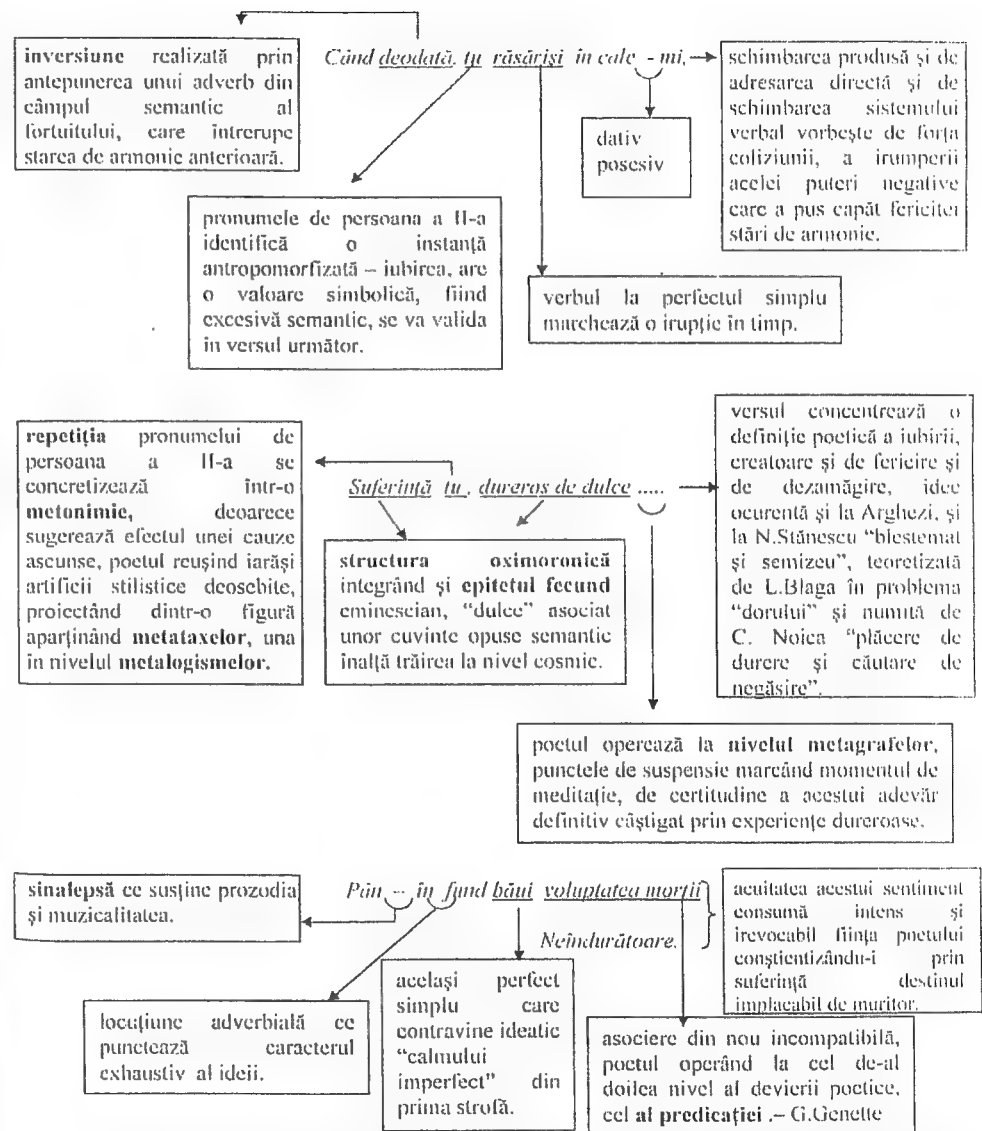 Când deodată, tu răsăriși în cale - mi,
inversiune realizată prin
antepunerea unui adverb din
câmpul semantic al
fortuitului, care întrerupe
starea de armonie anterioară.
schimbarea produsă și de
adresarea directă și de
schimbarea sistemului
verbal vorbește de forța
coliziunii, a irumperii
acelei puteri negative
care a pus capăt fericitei
stări de armonie.
dativ
posesiv
pronumele de persoana a II-a
identifică o instanță
antropomorfizată – iubirea, are
o valoare simbolică, fiind
excesivă semantic, se va valida
în versul următor.
verbul la perfectul simplu
marchează o irupție în timp.
Suferință tu , dureros de dulce .....
repetiția pronumelui de
persoana a II-a se
concretizează într-o
metonimie, deoarece
sugerează efectul unei cauze
ascunse, poetul reușind iarăși
artificii stilistice deosebite,
proiectând dintr-o figură
aparținând metataxelor, una
în nivelul metalogismelor.
structura oximoronică
integrând și epitetul fecund
eminescian, “dulce” asociat
unor cuvinte opuse semantic
înalță trăirea la nivel cosmic.
versul concentrează o
definiție poetică a iubirii,
creatoare și de fericire și
de dezamăgire, idee
ocurentă și la Arghezi, și
la N.Stănescu “blestemat
și semizeu”, teoretizată
de L.Blaga în problema
“dorului” și numită de
C. Noica “plăcere de
durere și căutare de
negăsire”.
poetul operează la nivelul metagrafelor,
punctele de suspensie marcând momentul de
meditație, de certitudine a acestui adevăr
definitiv câștigat prin experiențe dureroase.
Pân - în fund băui voluptatea morții
Neîndurătoare.
sinalepsă ce susține prozodia
și muzicalitatea.
acuitatea acestui sentiment
consumă intens și
irevocabil ființa poetului
conștientizându-i prin
suferință destinul
implacabil de muritor.
locuțiune adverbială ce
punctează caracterul
exhaustiv al ideii.
același perfect
simplu care
contravine ideatic
“calmului
imperfect” din
prima strofă.
asociere din nou incompatibilă,
poetul operând la cel de-al
doilea nivel al devierii poetice,
cel al predicației .– G.Genette